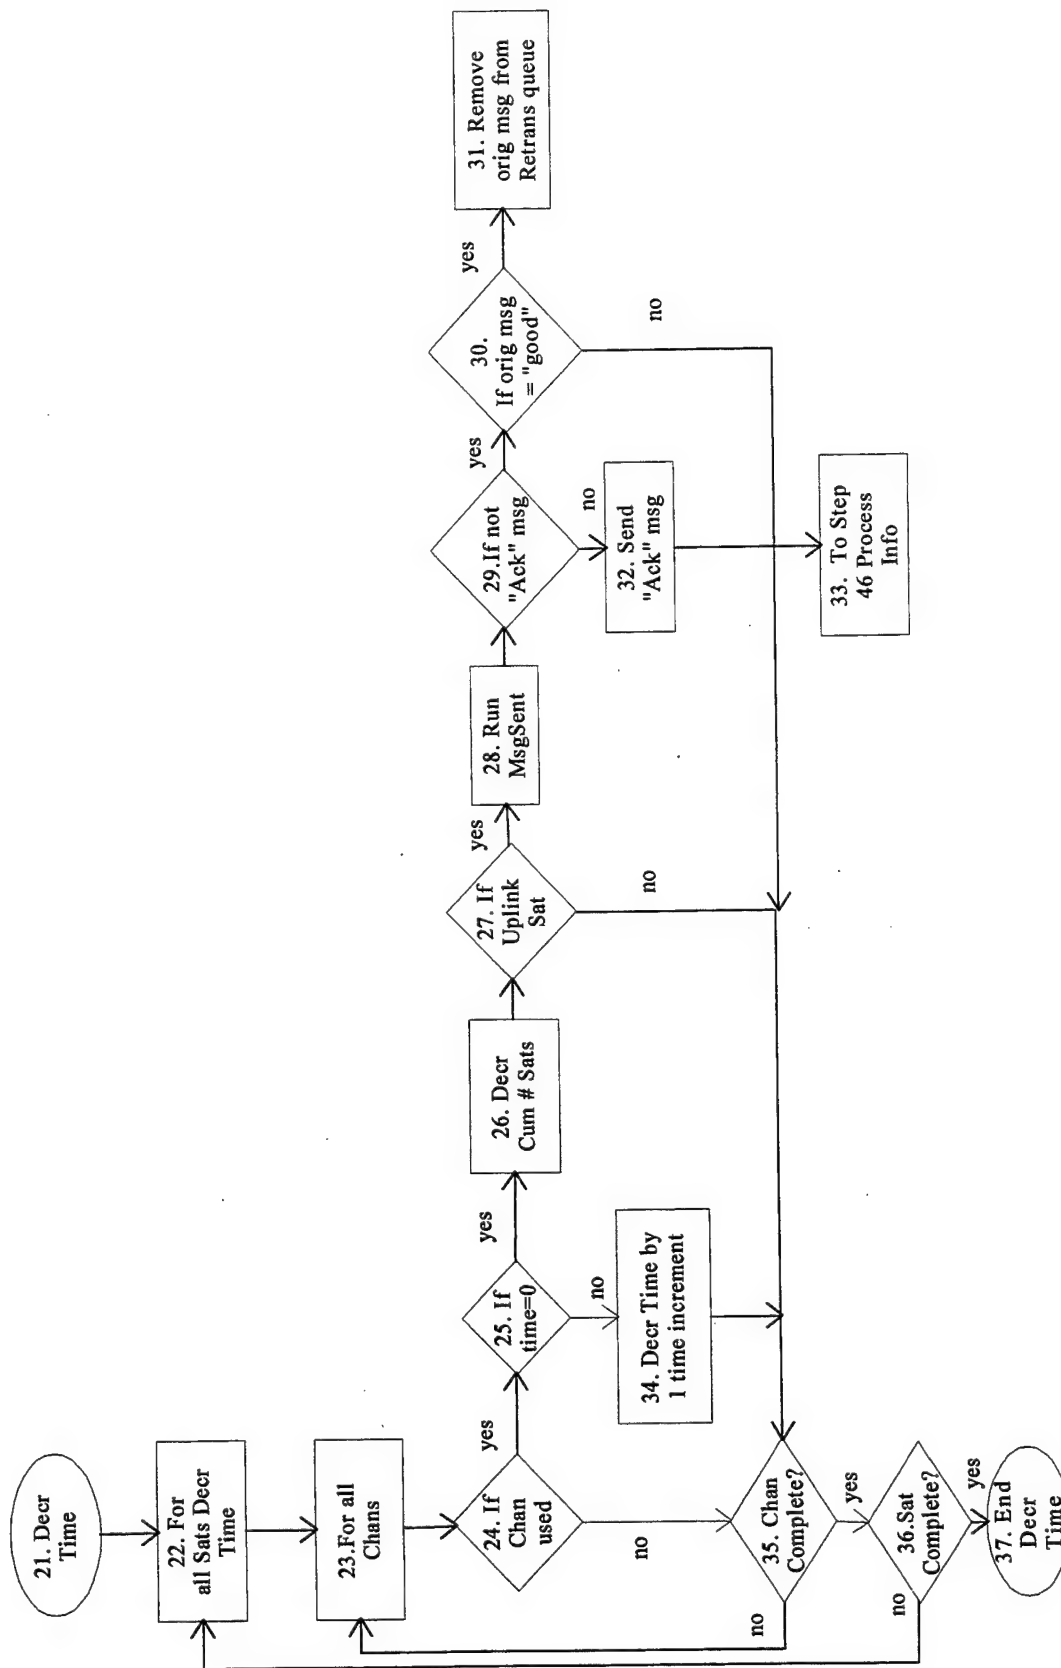 21. Decr
Time
22. For
all Sats Decr
Time
23.For all
Chans
24. If
Chan
used
yes
no
25. If
time=0
yes
no
26. Decr
Cum # Sats
27. If
Uplink
Sat
yes
no
28. Run
MsgSent
29.If not
"Ack" msg
yes
no
30.
If orig msg
= "good"
yes
no
31. Remove
orig msg from
Retrans queue
32. Send
"Ack" msg
33. To Step
46 Process
Info
34. Decr Time by
1 time increment
35. Chan
Complete?
no
yes
36.Sat
Complete?
no
yes
37. End
Decr
Time